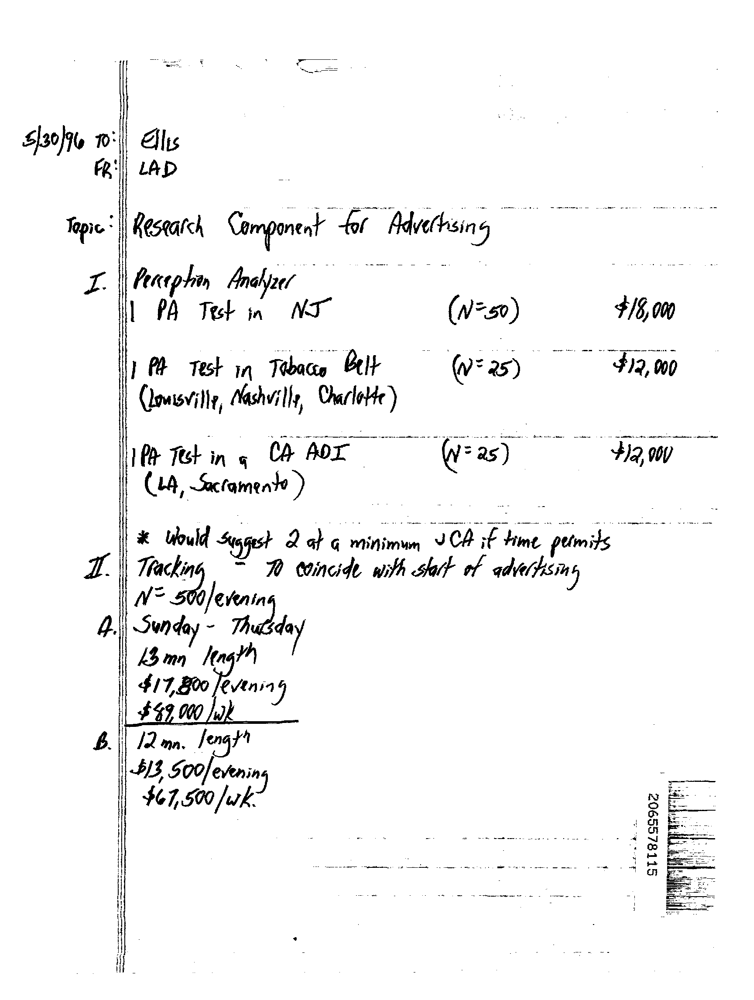 5/30/96 TO: Ellis
FR: LAD
Topic: Research Component for Advertising
I. Perception Analyzer
1 PA Test in NJ (N=50) $18,000
1 PA Test in Tobacco Belt (N=25) $12,000
(Louisville, Nashville, Charlotte)
1 PA Test in a CA ADI (N=25) $12,000
(LA, Sacramento)
* Would suggest 2 at a minimum CA if time permits
II. Tracking - To coincide with start of advertising
N= 500/evening
A. Sunday - Thursday
mn length
$17,800/evening
$89,000/wk
B. 12 mn. length
$13,500/evening
$67,500/wk.
2065578115